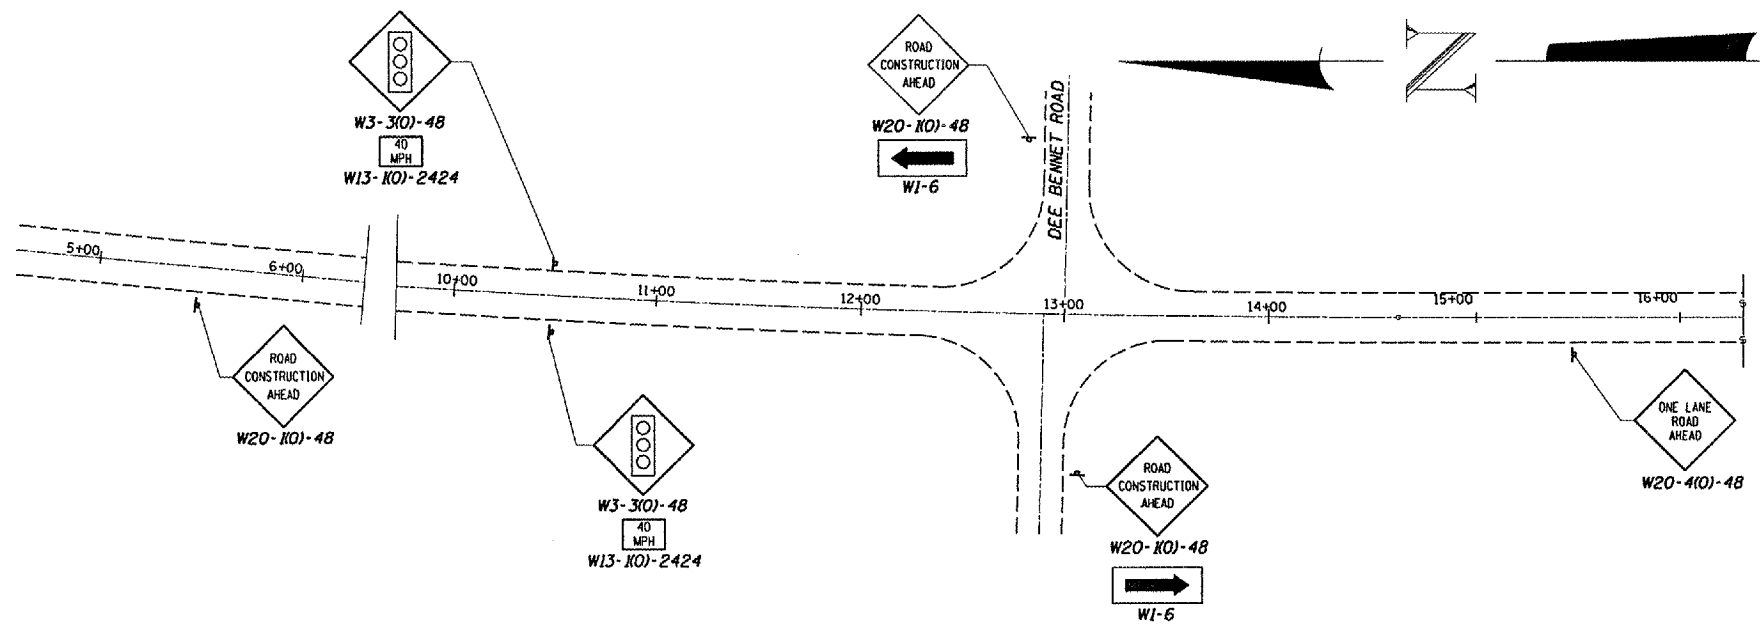 ROAD
CONSTRUCTION
AHEAD
W3-3(O)-48
40
MPH
W13-1(O)-2424
W20-1(O)-48
W1-6
DEE BENNET ROAD
N
5+00
6+00
10+00
11+00
12+00
13+00
14+00
15+00
16+00
ROAD
CONSTRUCTION
AHEAD
W20-1(O)-48
W3-3(O)-48
40
MPH
W13-1(O)-2424
ROAD
CONSTRUCTION
AHEAD
W20-1(O)-48
W1-6
ONE LANE
ROAD
AHEAD
W20-4(O)-48